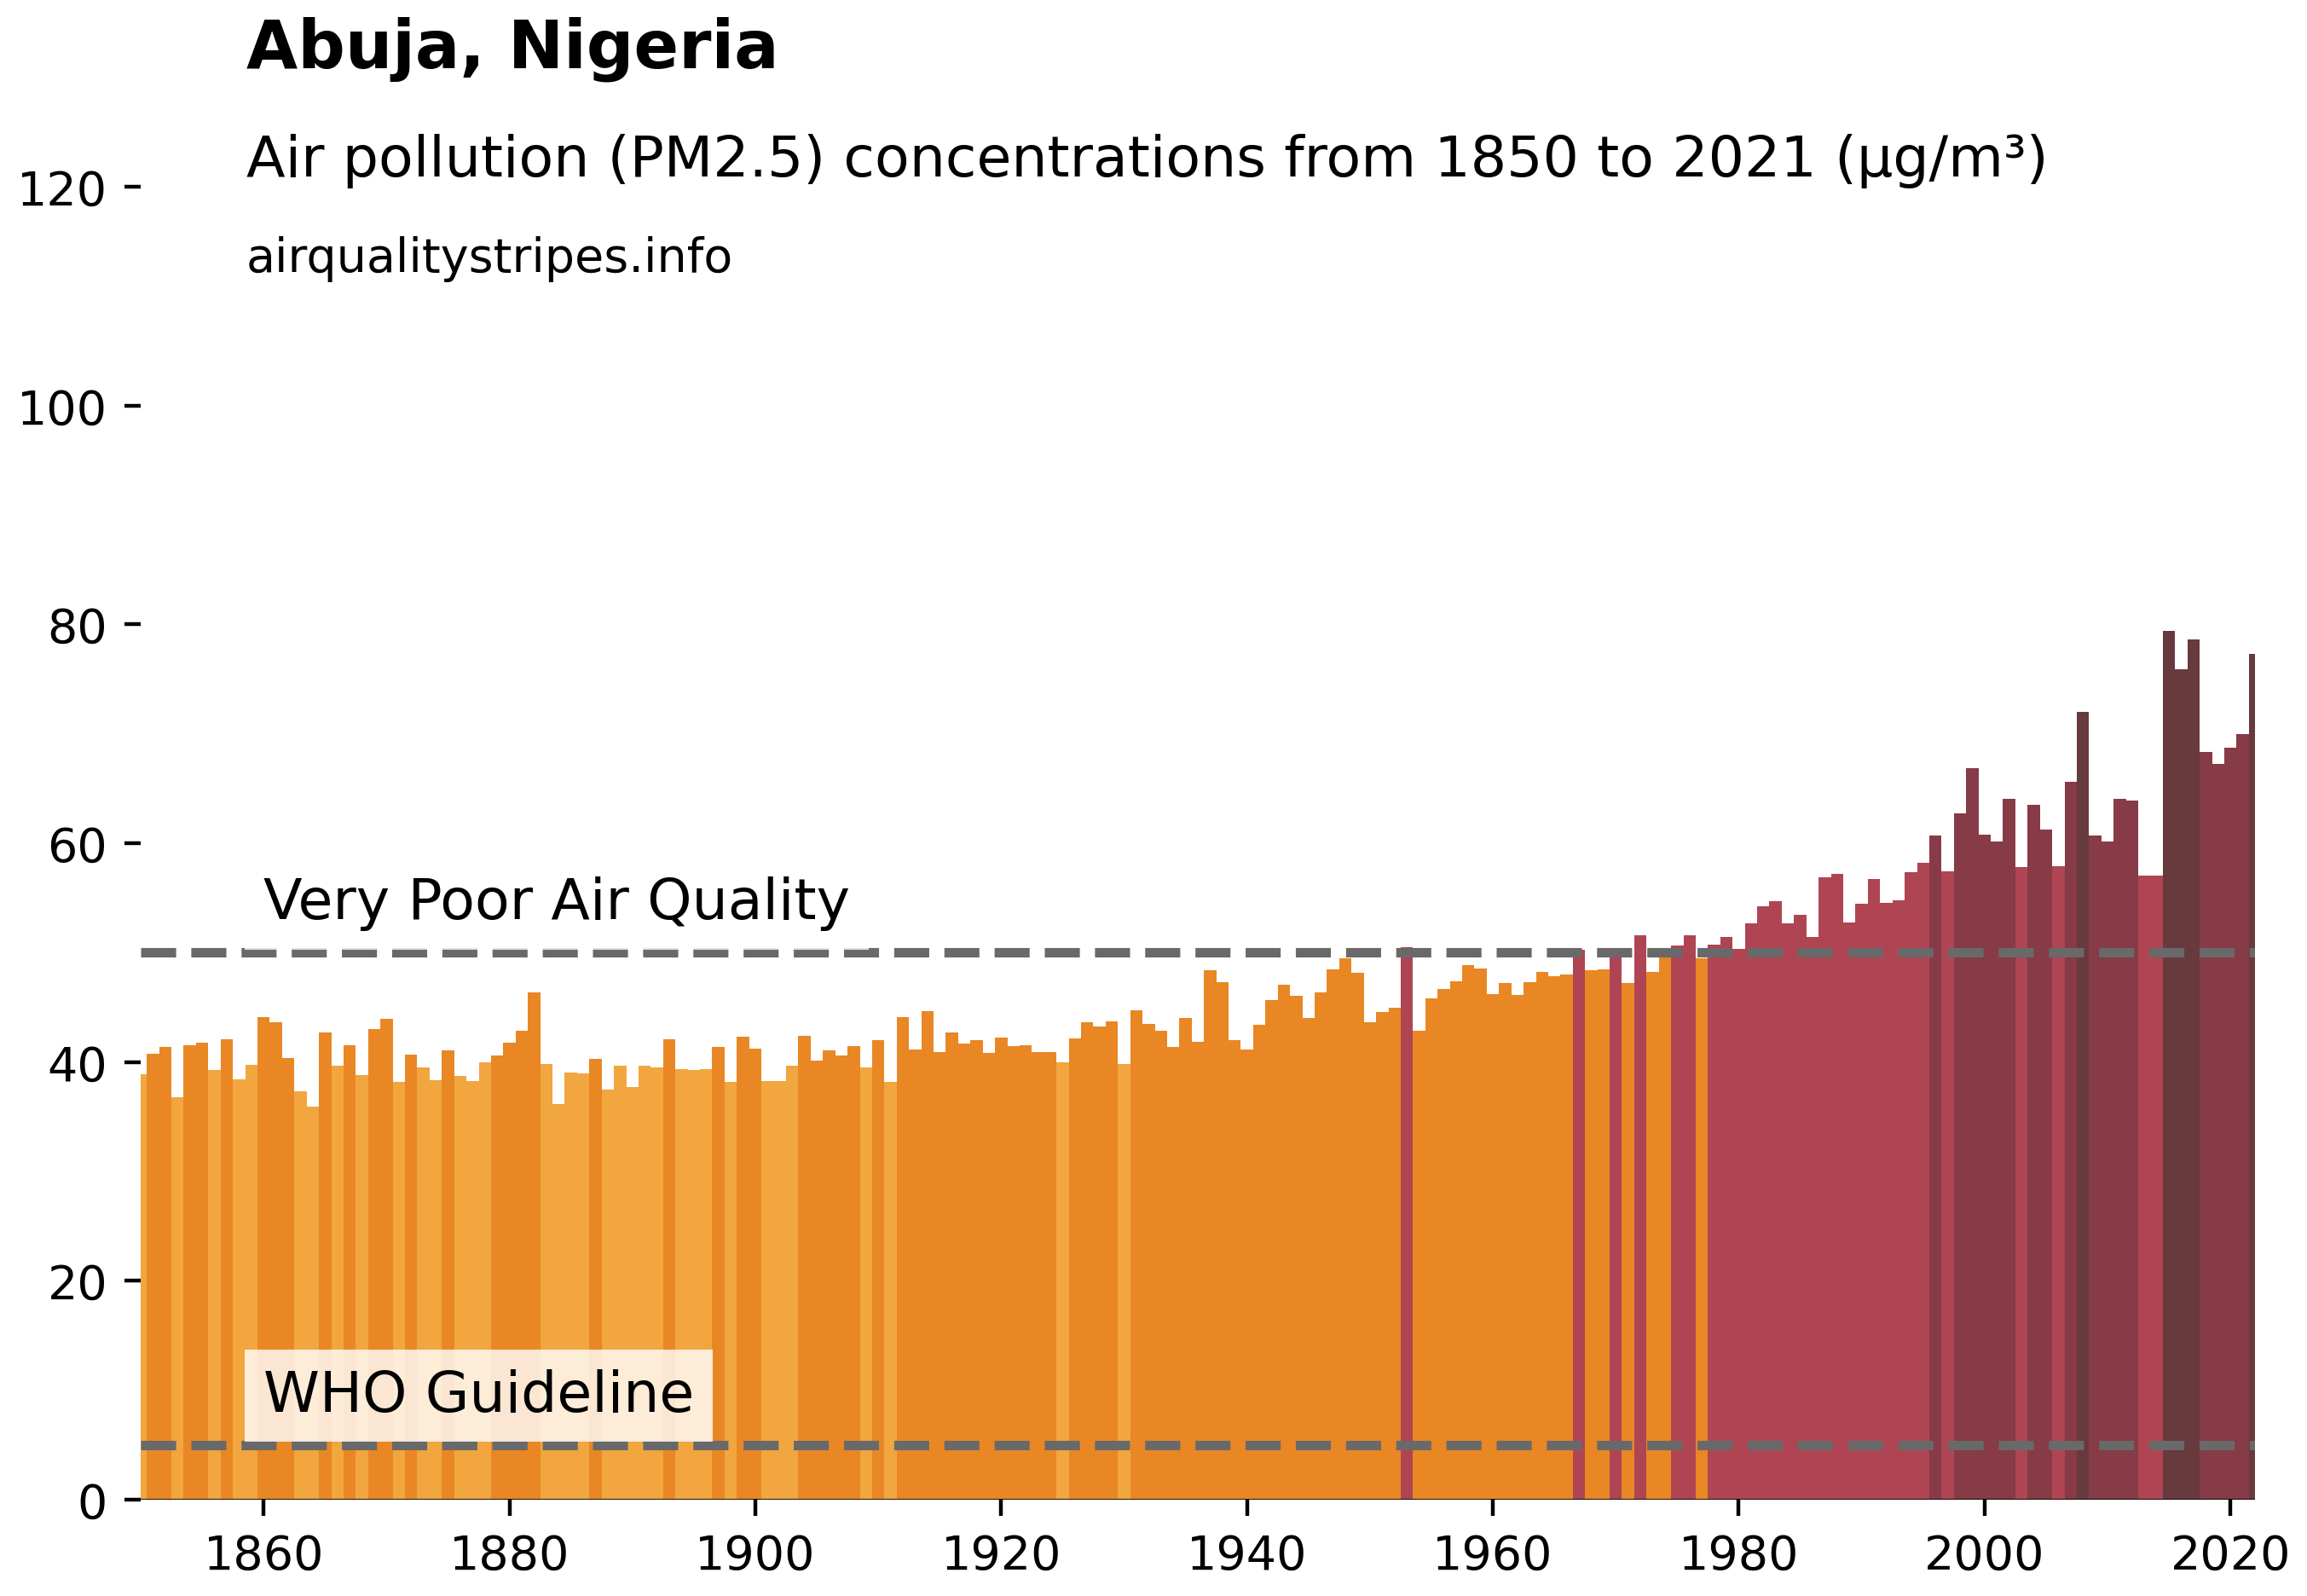 Abuja, Nigeria
Air pollution (PM2.5) concentrations from 1850 to 2021 (µg/m³)
airqualitystripes.info
120
100
80
60
Very Poor Air Quality
40
20
WHO Guideline
0
1860 1880 1900 1920 1940 1960 1980 2000 2020